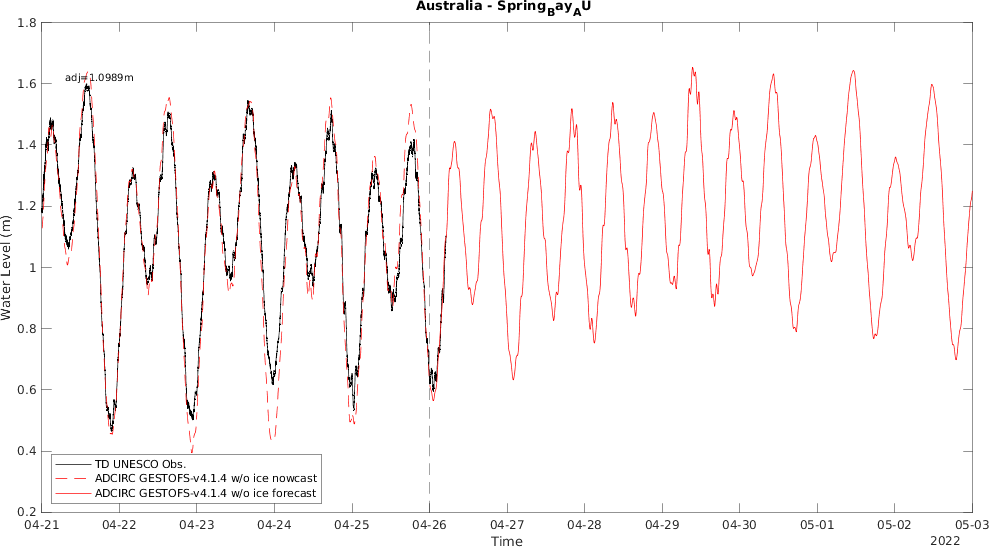 Australia - SpringBayAU
1.8
1.6
1.4
1.2
1
0.8
0.6
0.4
0.2
Water Level (m)
adj=1.0989m
TD UNESCO Obs.
ADCIRC GESTOFS-v4.1.4 w/o ice nowcast
ADCIRC GESTOFS-v4.1.4 w/o ice forecast
04-21 04-22 04-23 04-24 04-25 04-26 04-27 04-28 04-29 04-30 05-01 05-02 05-03
Time
2022